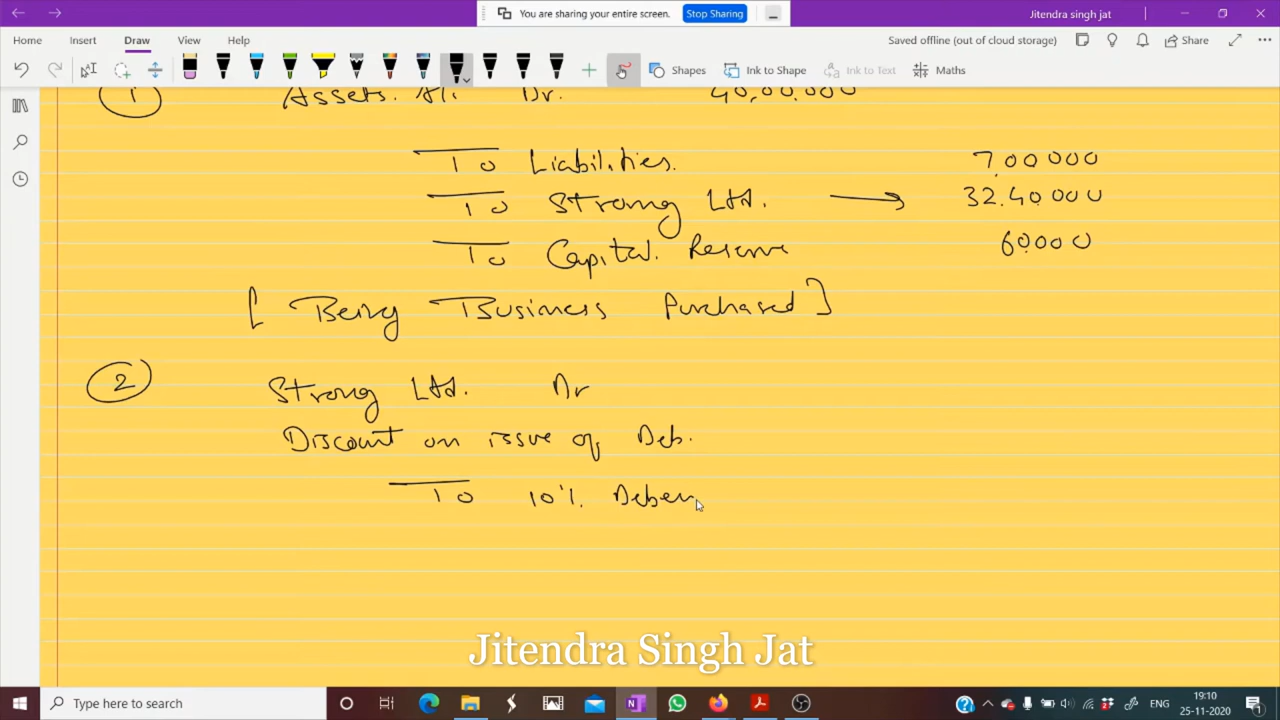 You are sharing your entire screen. Stop Sharing
Jitendra singh jat
Home Insert Draw View Help
Saved offline (out of cloud storage) Share
Shapes Ink to Shape Ink to Text Maths
1 Assets. A/c. Dr. 40,00,000
To Liabilities. 7,00000
To Strong Ltd. → 32.40.000
To Capital. Reserve 60000
[ Being Business Purchased ]
2 Strong Ltd. Dr
Discount on issue of Deb.
To 10%. Deben
Jitendra Singh Jat
Type here to search
ENG
19:10
25-11-2020